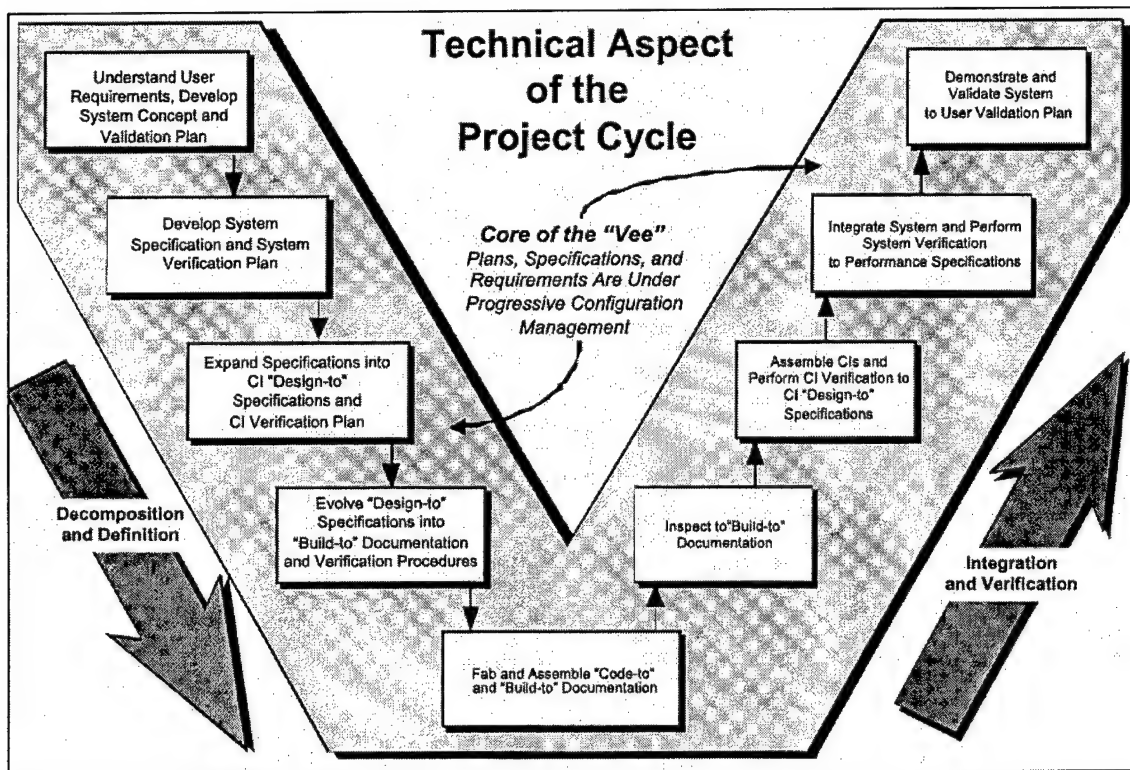 Technical Aspect
of the
Project Cycle
Understand User
Requirements, Develop
System Concept and
Validation Plan
Develop System
Specification and System
Verification Plan
Expand Specifications into
CI "Design-to"
Specifications and
CI Verification Plan
Evolve "Design-to"
Specifications into
"Build-to" Documentation
and Verification Procedures
Fab and Assemble "Code-to"
and "Build-to" Documentation
Inspect to"Build-to"
Documentation
Assemble CIs and
Perform CI Verification to
CI "Design-to"
Specifications
Integrate System and Perform
System Verification
to Performance Specifications
Demonstrate and
Validate System
to User Validation Plan
Core of the "Vee"
Plans, Specifications, and
Requirements Are Under
Progressive Configuration
Management
Decomposition
and Definition
Integration
and Verification